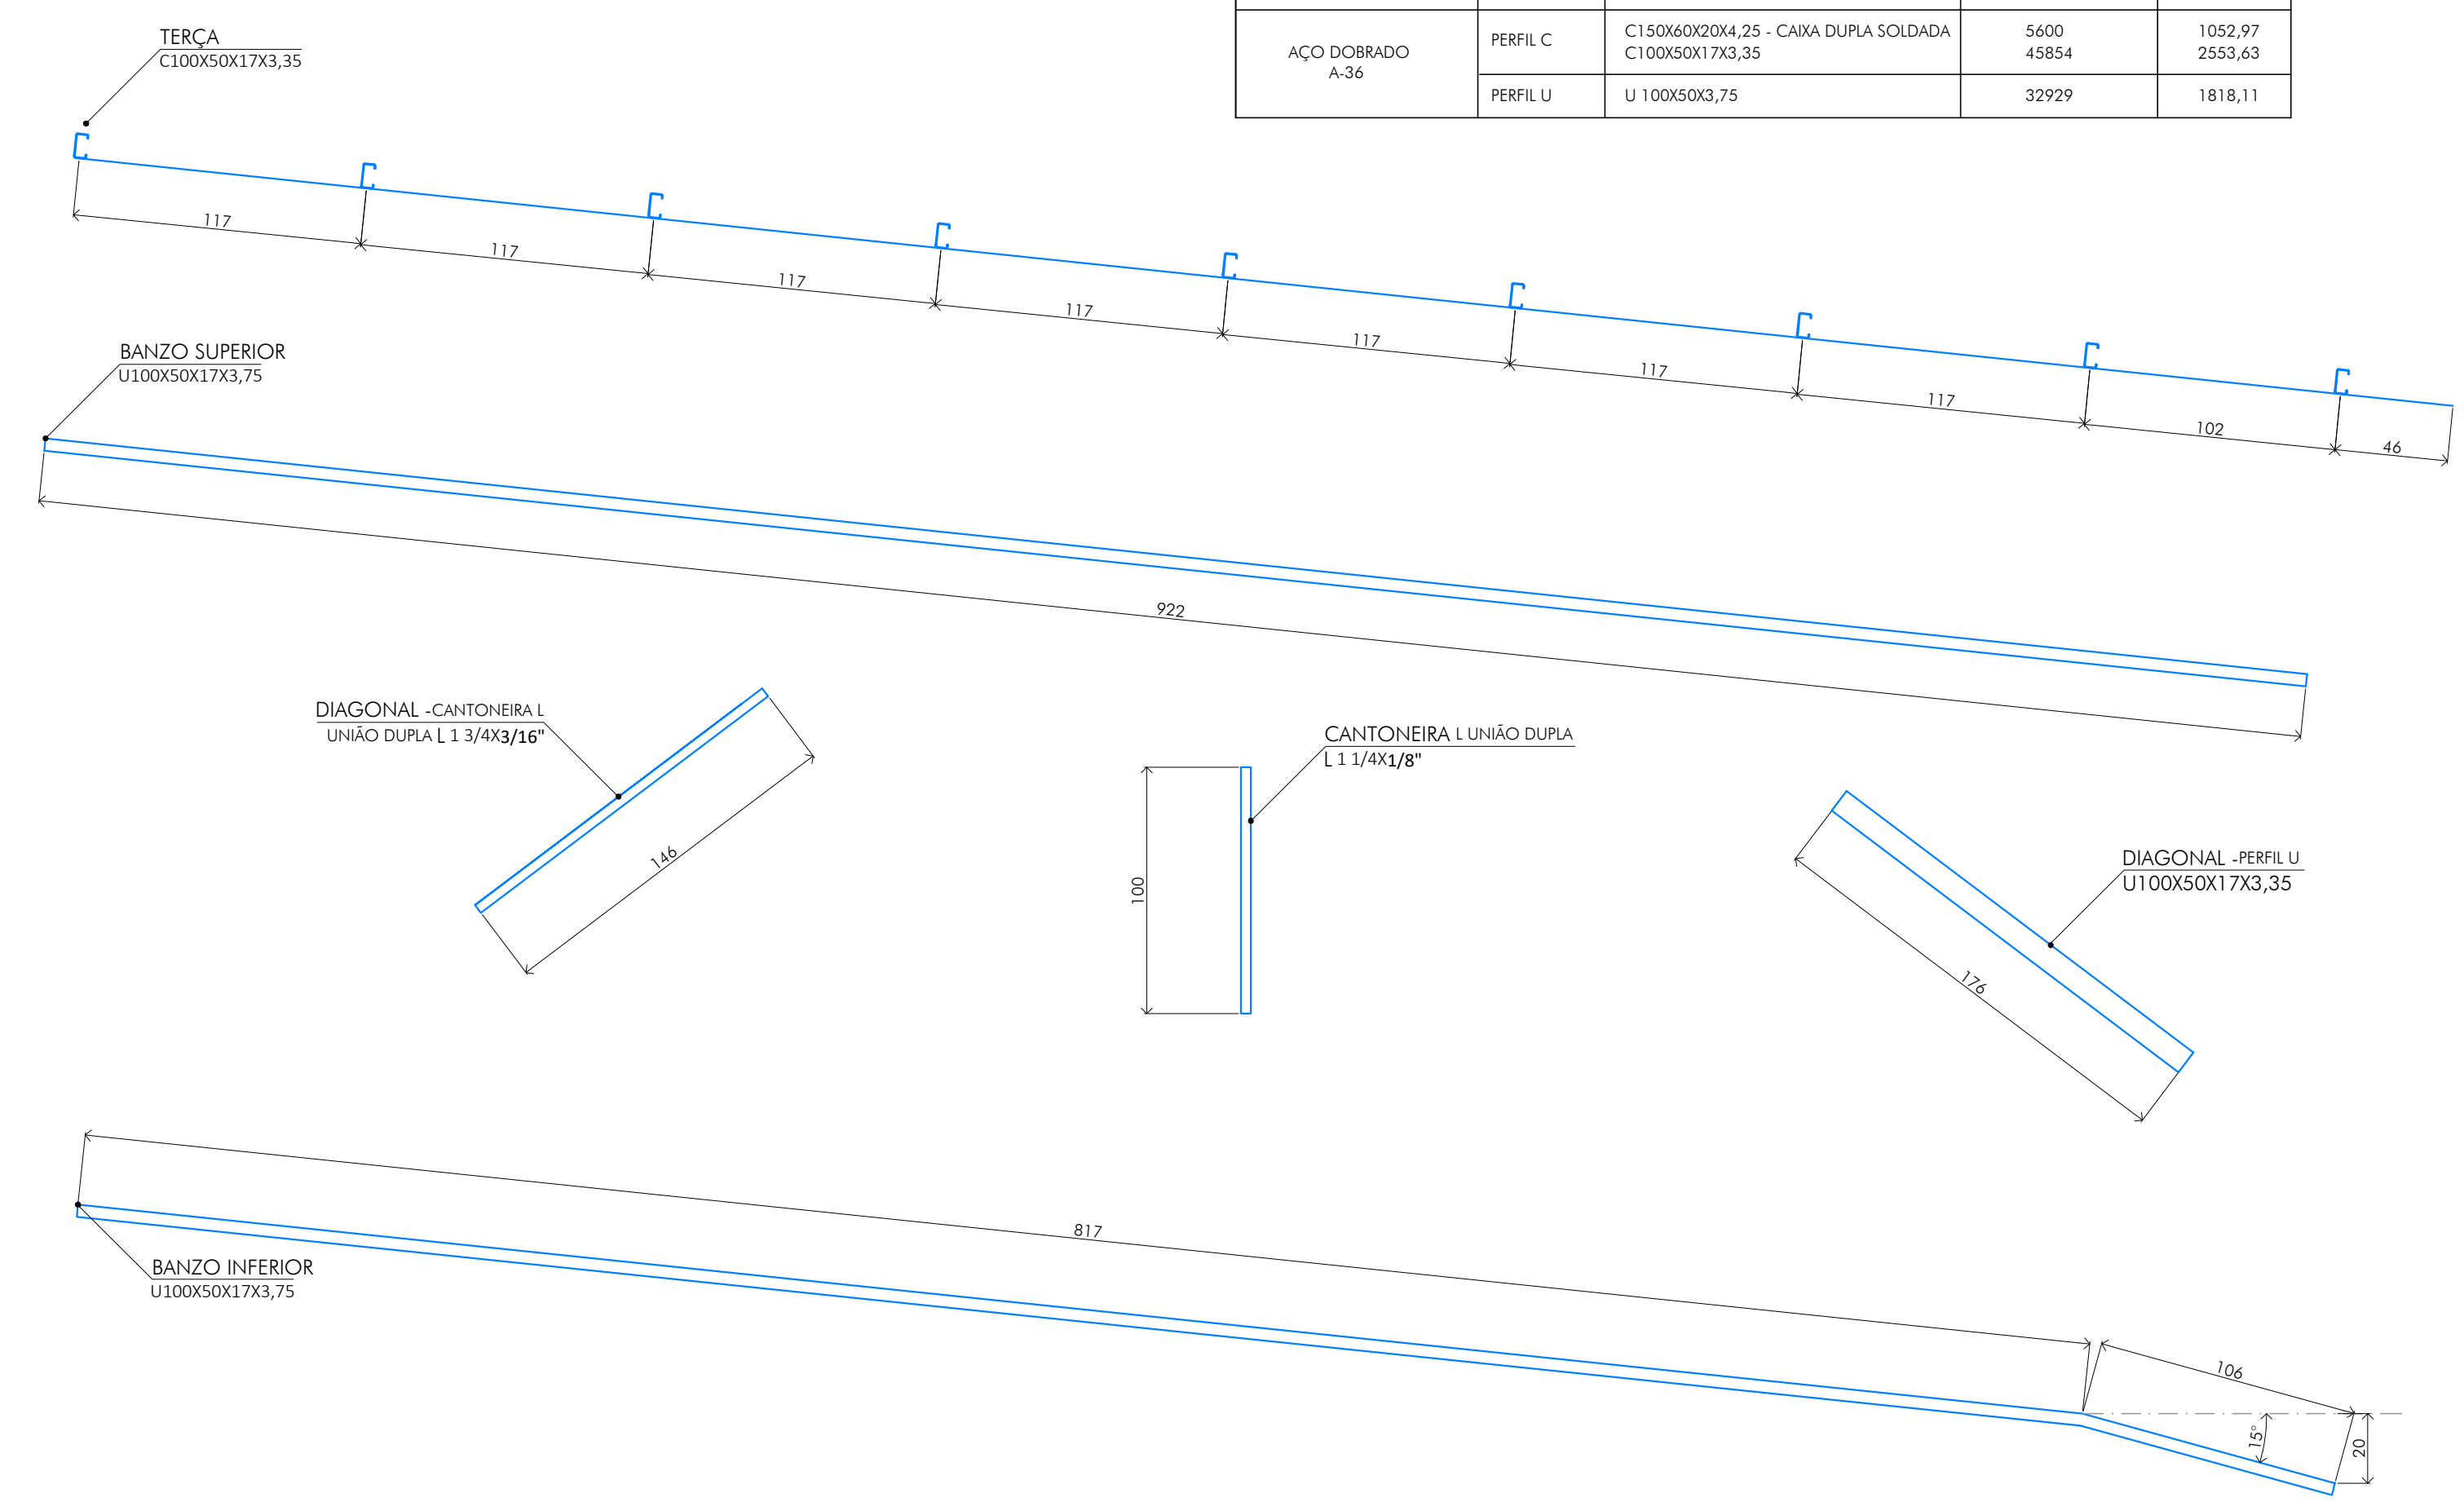 TERÇA
C100X50X17X3,35
AÇO DOBRADO
A-36
PERFIL C
C150X60X20X4,25 - CAIXA DUPLA SOLDADA
C100X50X17X3,35
5600
45854
1052,97
2553,63
PERFIL U
U 100X50X3,75
32929
1818,11
117
117
117
117
117
117
117
102
46
BANZO SUPERIOR
U100X50X17X3,75
922
DIAGONAL -CANTONEIRA L
UNIÃO DUPLA L 1 3/4X3/16"
146
CANTONEIRA L UNIÃO DUPLA
L 1 1/4X1/8"
100
DIAGONAL -PERFIL U
U100X50X17X3,35
176
817
BANZO INFERIOR
U100X50X17X3,75
106
15°
20